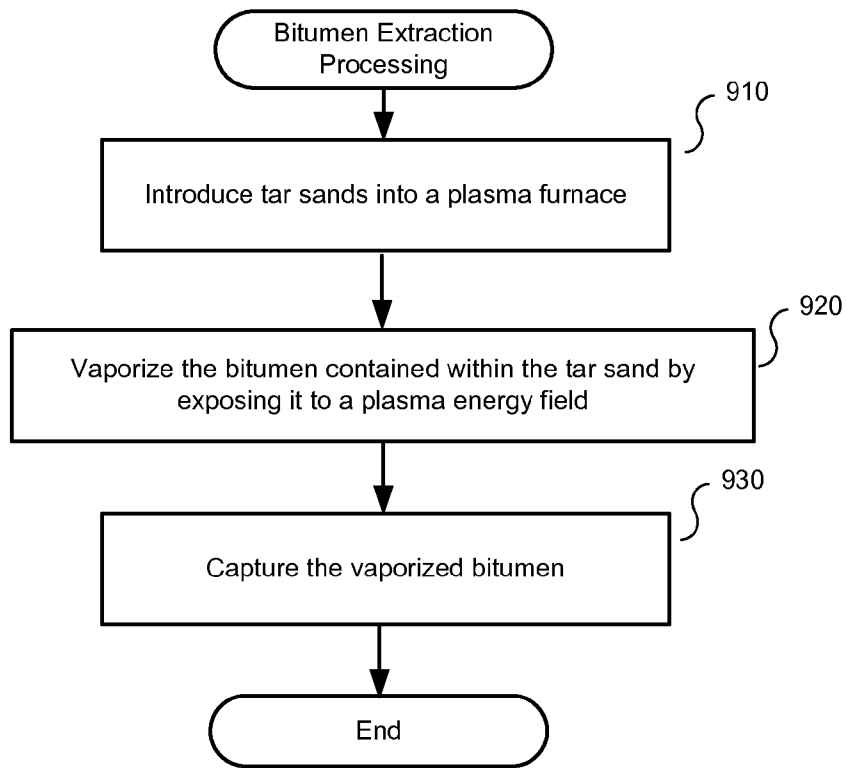 Bitumen Extraction
Processing
910
Introduce tar sands into a plasma furnace
920
Vaporize the bitumen contained within the tar sand by
exposing it to a plasma energy field
930
Capture the vaporized bitumen
End